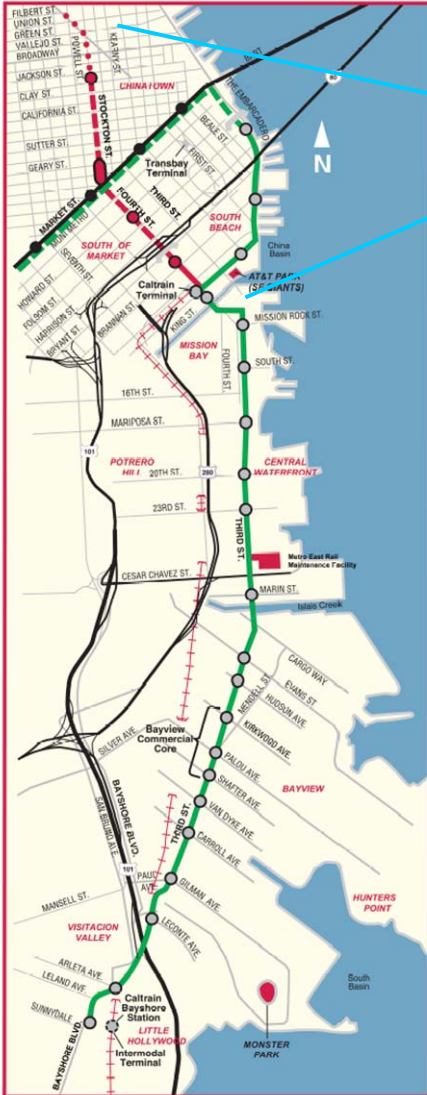 FILBERT ST.
UNION ST.
GREEN ST.
VALLEJO ST.
BROADWAY
POWELL ST.
KEARNY ST.
JACKSON ST.
CLAY ST.
CALIFORNIA ST.
SUTTER ST.
GEARY ST.
CHINATOWN
STOCKTON ST.
THE EMBARCADERO
80
BEALE ST.
FIRST ST.
Transbay
Terminal
N
MARKET ST.
MUNI METRO
FOURTH ST.
THIRD ST.
SOUTH
BEACH
SOUTH OF
MARKET
SEVENTH ST.
China
Basin
AT&T PARK
(SF GIANTS)
HOWARD ST.
FOLSOM ST.
HARRISON ST.
BRYANT ST.
BRANNAN ST.
Caltrain
Terminal
KING ST.
MISSION
BAY
FOURTH ST.
MISSION ROCK ST.
SOUTH ST.
16TH ST.
MARIPOSA ST.
101
POTRERO
HILL
20TH ST.
280
CENTRAL
WATERFRONT
23RD ST.
THIRD ST.
Metro East Rail
Maintenance Facility
CESAR CHAVEZ ST.
MARIN ST.
Islais Creek
CARGO WAY
MENDELL ST.
EVANS ST
HUDSON AVE.
SILVER AVE.
Bayview
Commercial
Core
KIRKWOOD AVE.
PALOU AVE.
SHAFTER AVE.
BAYVIEW
BAYSHORE BLVD.
SAN BRUNO AVE.
THIRD ST.
VAN DYKE AVE.
CARROLL AVE.
101
PAUL
AVE.
GILMAN AVE.
MANSELL ST.
HUNTERS
POINT
VISITACION
VALLEY
LECONTE AVE.
ARLETA AVE.
LELAND AVE.
SUNNYDALE
Caltrain
Bayshore
Station
South
Basin
LITTLE
HOLLYWOOD
Intermodal
Terminal
BAYSHORE BLVD.
MONSTER
PARK